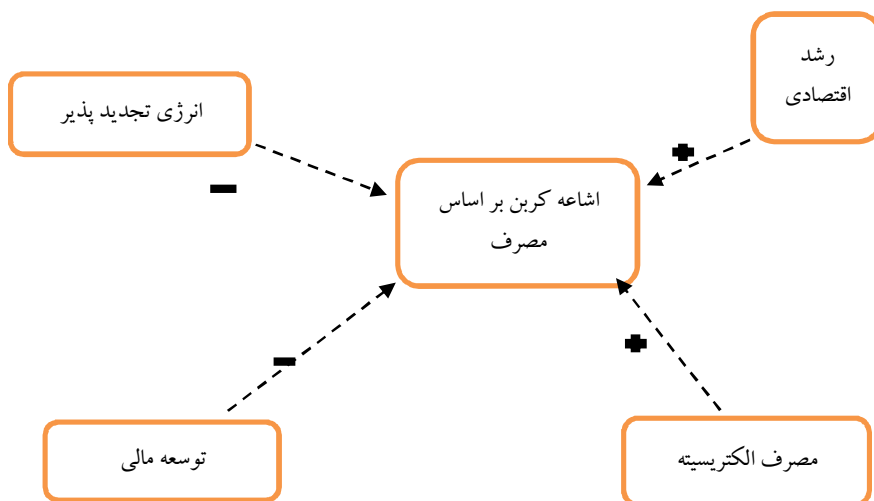 رشد
اقتصادی
انرژی تجدید پذیر
اشاعه کربن بر اساس
مصرف
توسعه مالی
مصرف الکتریسیته